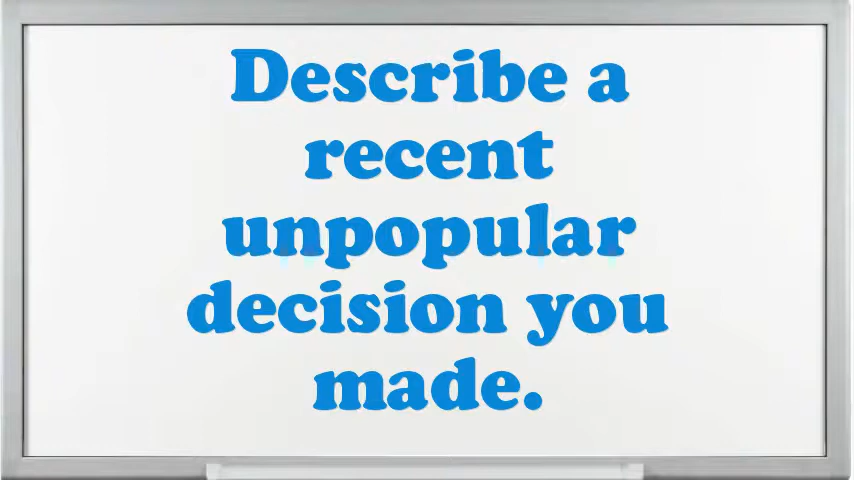 Describe a
recent
unpopular
decision you
made.